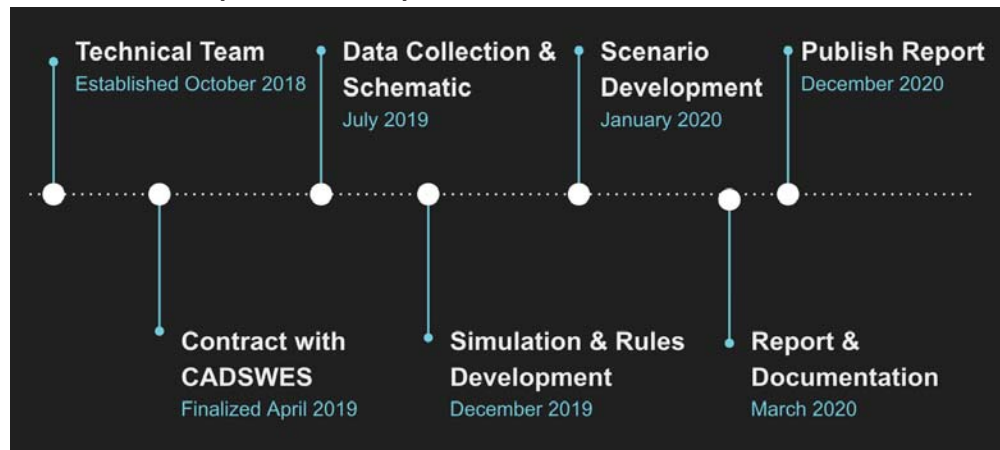 Technical Team
Established October 2018
Data Collection &
Schematic
July 2019
Scenario
Development
January 2020
Publish Report
December 2020
Contract with
CADSWES
Finalized April 2019
Simulation & Rules
Development
December 2019
Report &
Documentation
March 2020